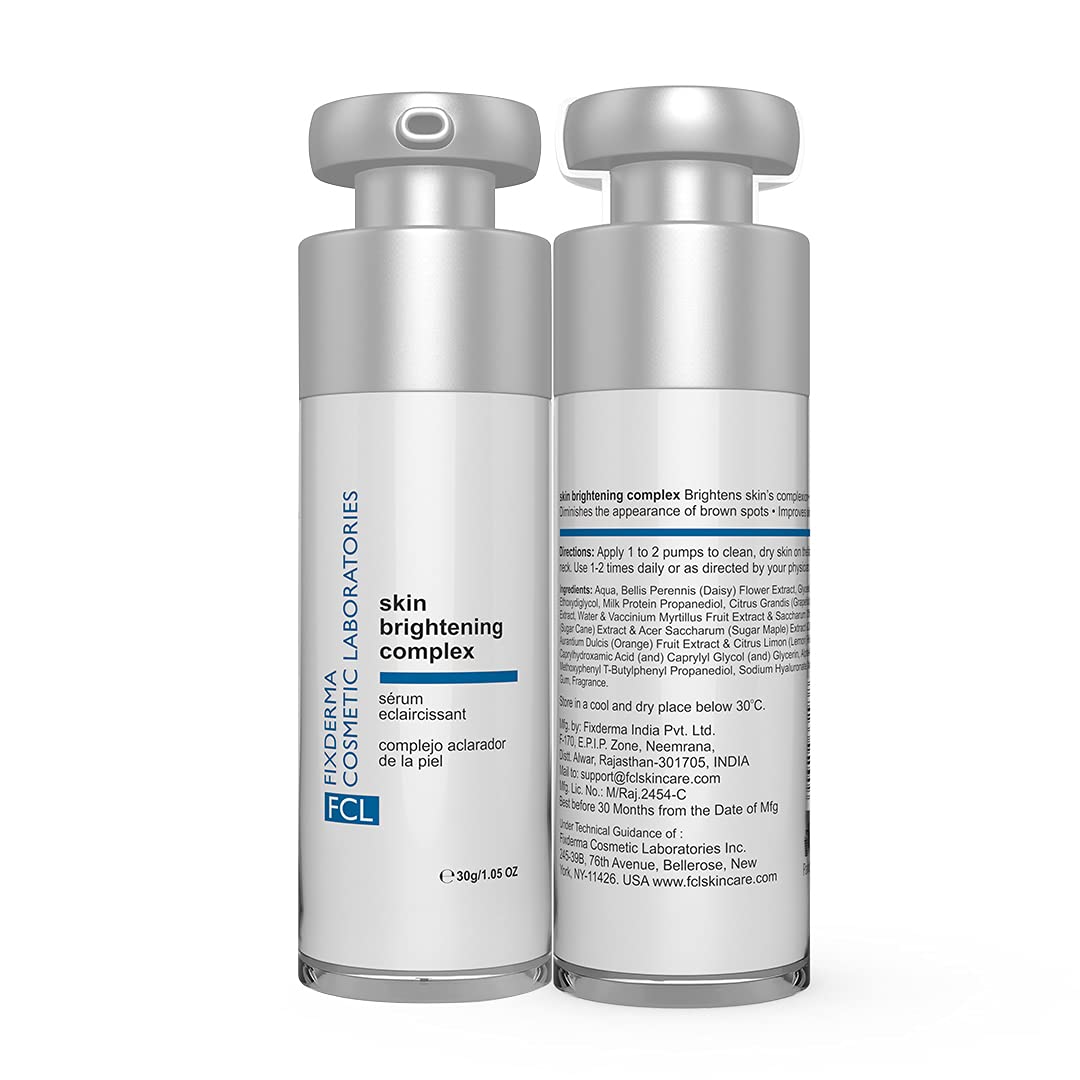 FIXDERMA
COSMETIC LABORATORIES
FCL
skin
brightening
complex
sérum
eclaircissant
complejo aclarador
de la piel
℮ 30g/1.05 OZ
skin brightening complex Brightens skin's
Diminishes the appearance of brown spots • Improves
Directions: Apply 1 to 2 pumps to clean, dry skin on
neck. Use 1-2 times daily or as directed by your
Ingredients: Aqua, Bellis Perennis (Daisy) Flower Extract,
Ethoxydiglycol, Milk Protein Propanediol, Citrus Grandis
Extract, Water & Vaccinium Myrtillus Fruit Extract & Saccharum
(Sugar Cane) Extract & Acer Saccharum (Sugar Maple) Extract
Aurantium Dulcis (Orange) Fruit Extract & Citrus Limon (Lemon
Caprylhydroxamic Acid (and) Caprylyl Glycol (and) Glycerin,
Methoxyphenyl T-Butylphenyl Propanediol, Sodium Hyaluronate
Gum, Fragrance.
Store in a cool and dry place below 30°C.
Mfg. by: Fixderma India Pvt. Ltd.
F-170, E.P.I.P. Zone, Neemrana,
Distt. Alwar, Rajasthan-301705, INDIA
Mail to: support@fclskincare.com
Mfg. Lic. No.: M/Raj.2454-C
Best before 30 Months from the Date of Mfg
Under Technical Guidance of :
Fixderma Cosmetic Laboratories Inc.
245-39B, 76th Avenue, Bellerose, New
York, NY-11426. USA www.fclskincare.com